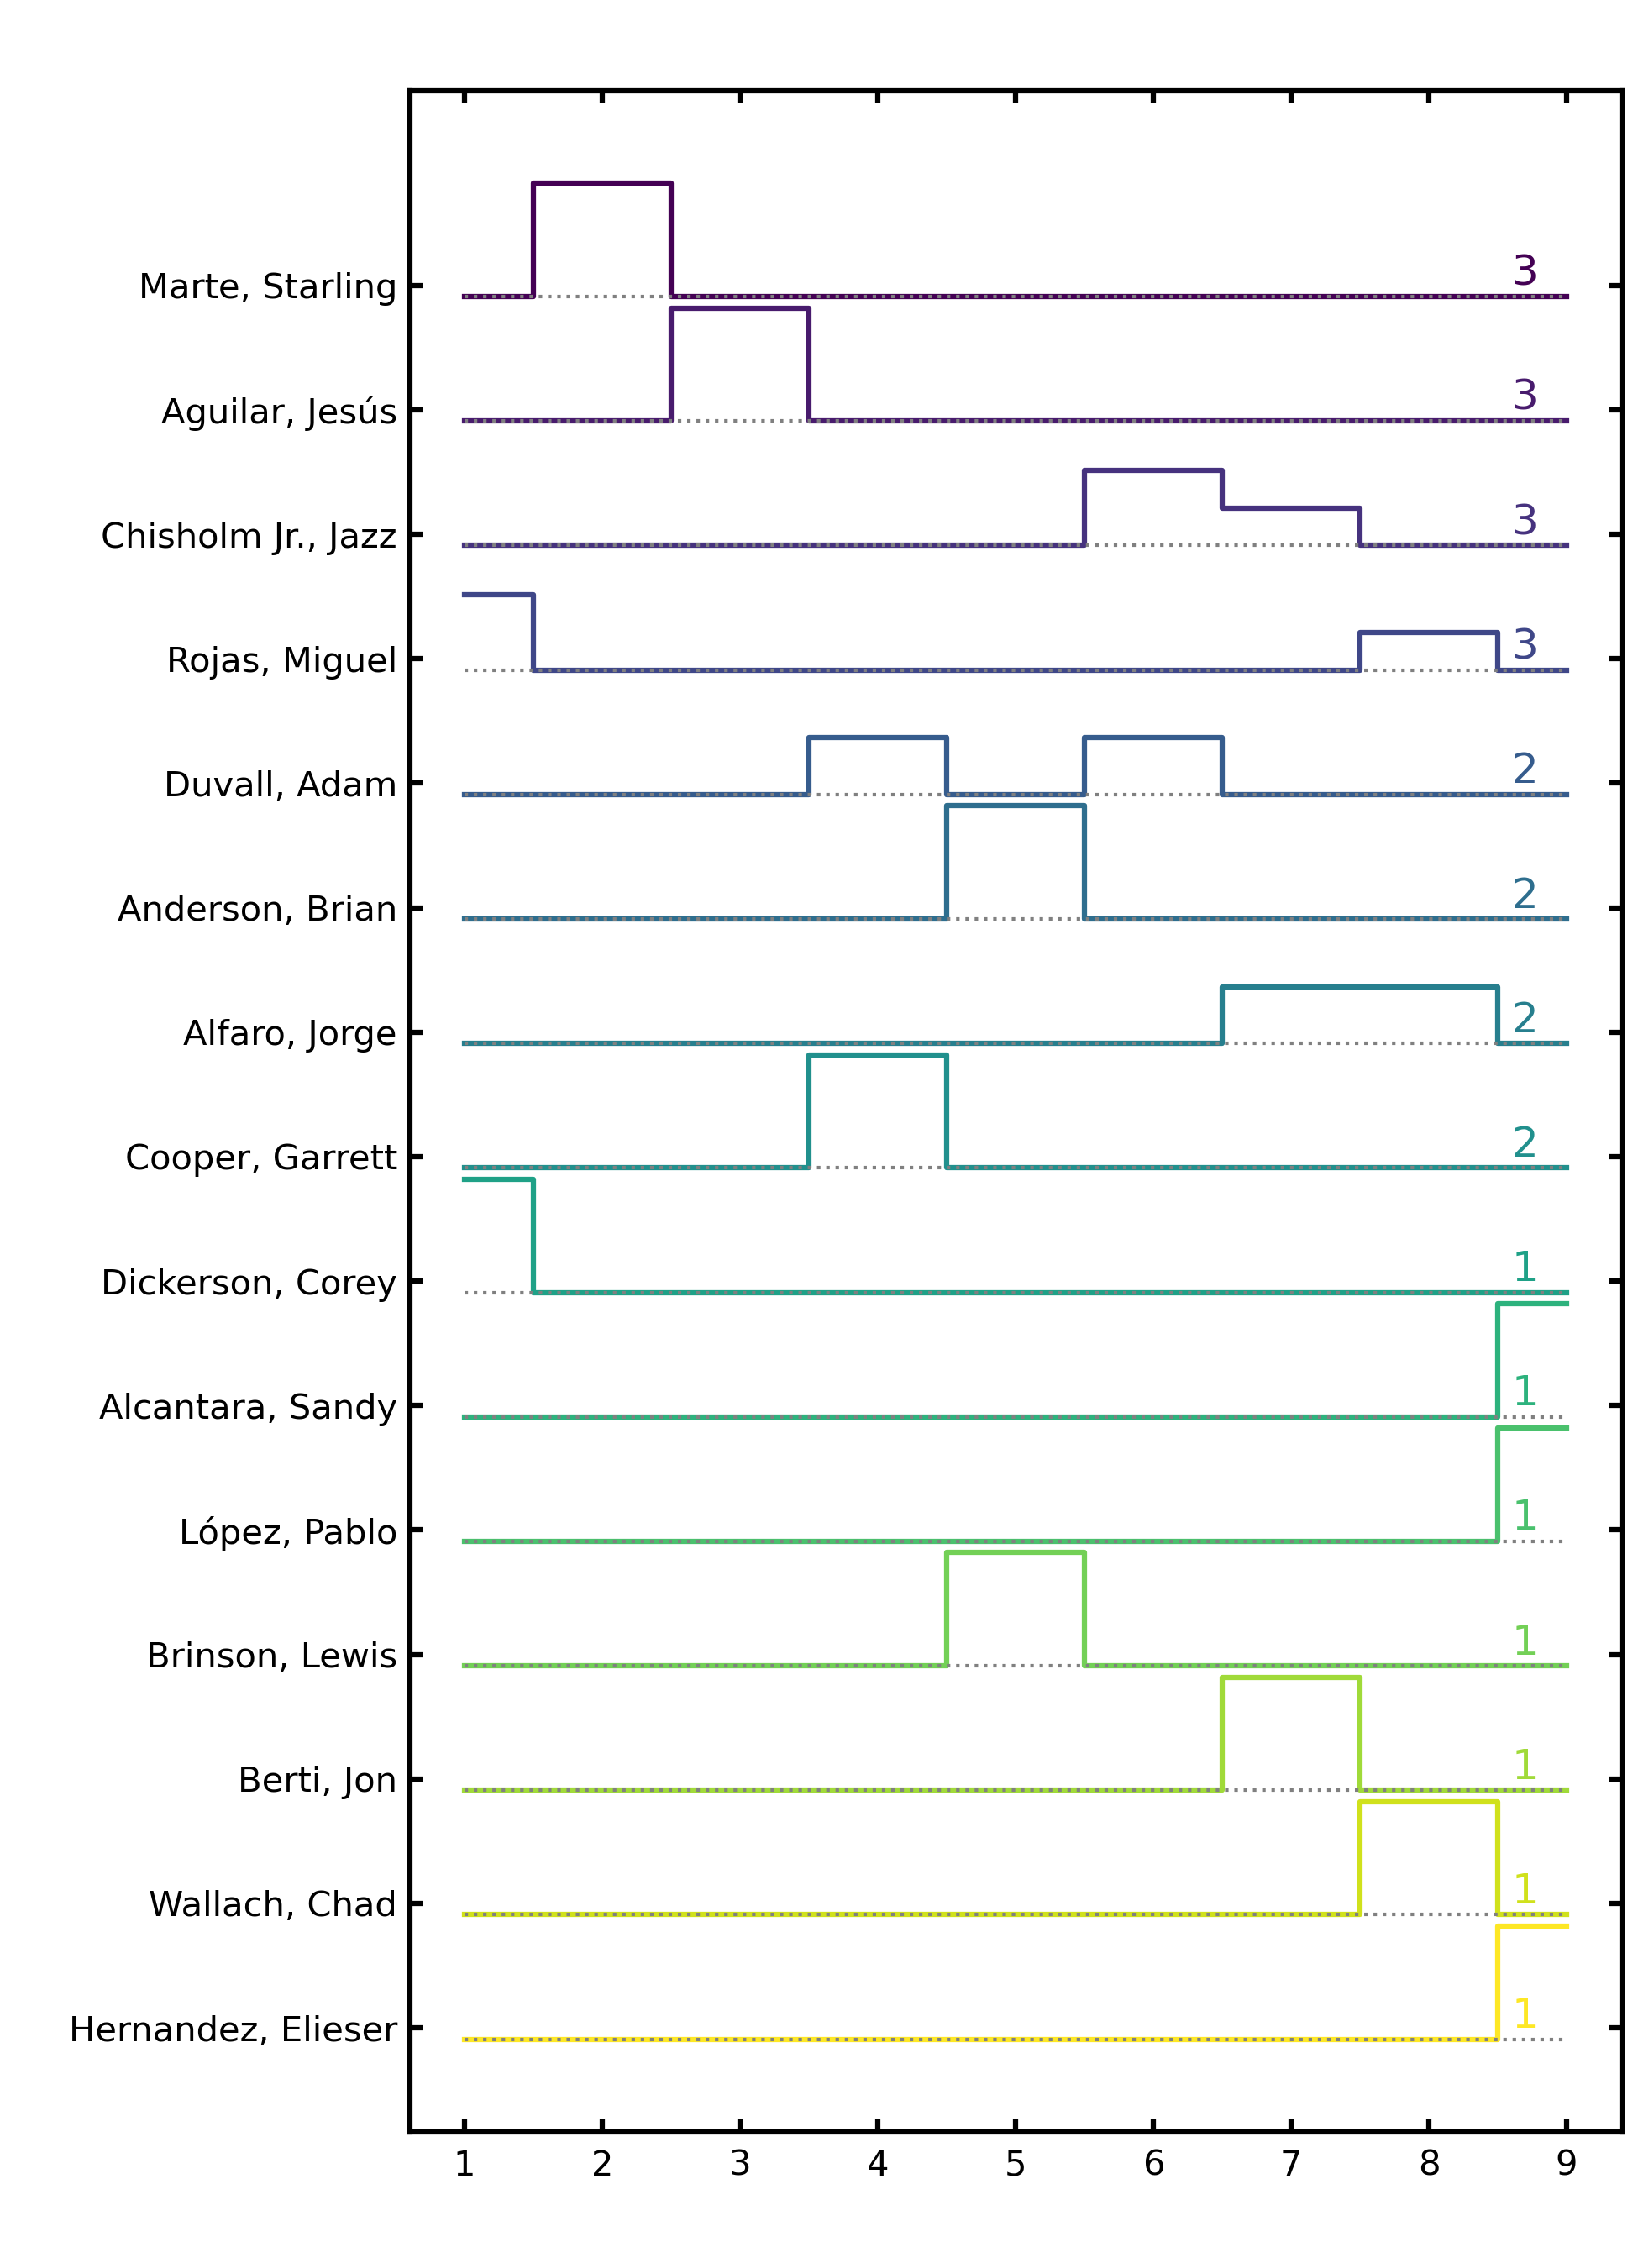 Marte, Starling 3
Aguilar, Jesús 3
Chisholm Jr., Jazz 3
Rojas, Miguel 3
Duvall, Adam 2
Anderson, Brian 2
Alfaro, Jorge 2
Cooper, Garrett 2
Dickerson, Corey 1
Alcantara, Sandy 1
López, Pablo 1
Brinson, Lewis 1
Berti, Jon 1
Wallach, Chad 1
Hernandez, Elieser 1
1 2 3 4 5 6 7 8 9